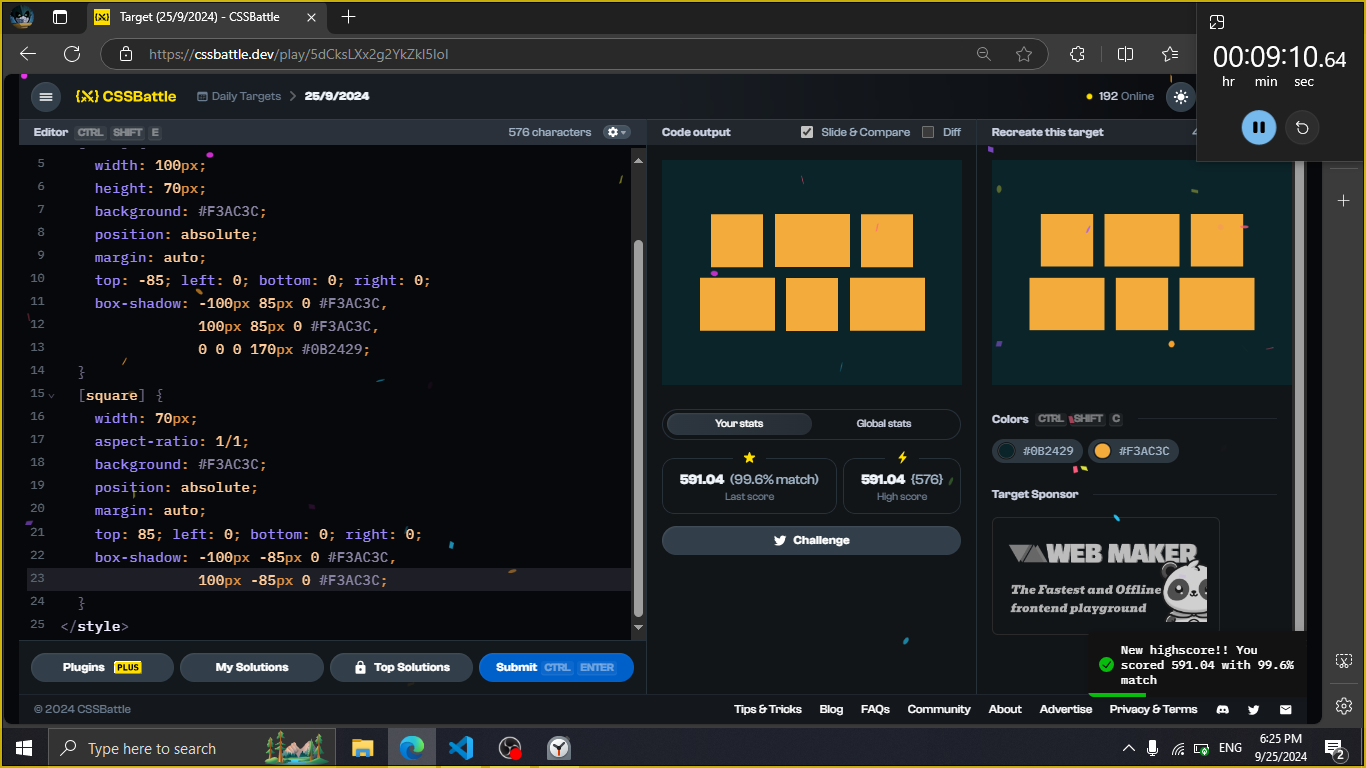 Target (25/9/2024) - CSSBattle
https://cssbattle.dev/play/5dCksLXx2g2YkZkI5IoI
00:09:10.64
hr min sec
{X} CSSBattle
Daily Targets > 25/9/2024
192 Online
Editor CTRL SHIFT E
576 characters
Code output
Slide & Compare
Diff
Recreate this target
5 width: 100px;
6 height: 70px;
7 background: #F3AC3C;
8 position: absolute;
9 margin: auto;
10 top: -85; left: 0; bottom: 0; right: 0;
11 box-shadow: -100px 85px 0 #F3AC3C,
12 100px 85px 0 #F3AC3C,
13 0 0 0 170px #0B2429;
14 }
15 [square] {
16 width: 70px;
17 aspect-ratio: 1/1;
18 background: #F3AC3C;
19 position: absolute;
20 margin: auto;
21 top: 85; left: 0; bottom: 0; right: 0;
22 box-shadow: -100px -85px 0 #F3AC3C,
23 100px -85px 0 #F3AC3C;
24 }
25 </style>
Your stats
Global stats
591.04 (99.6% match)
Last score
591.04 {576}
High score
Challenge
Colors CTRL SHIFT C
#0B2429
#F3AC3C
Target Sponsor
WEB MAKER
The Fastest and Offline
frontend playground
New highscore!! You
scored 591.04 with 99.6%
match
Plugins PLUS
My Solutions
Top Solutions
Submit CTRL ENTER
© 2024 CSSBattle
Tips & Tricks Blog FAQs Community About Advertise Privacy & Terms
Type here to search
ENG
6:25 PM
9/25/2024
2